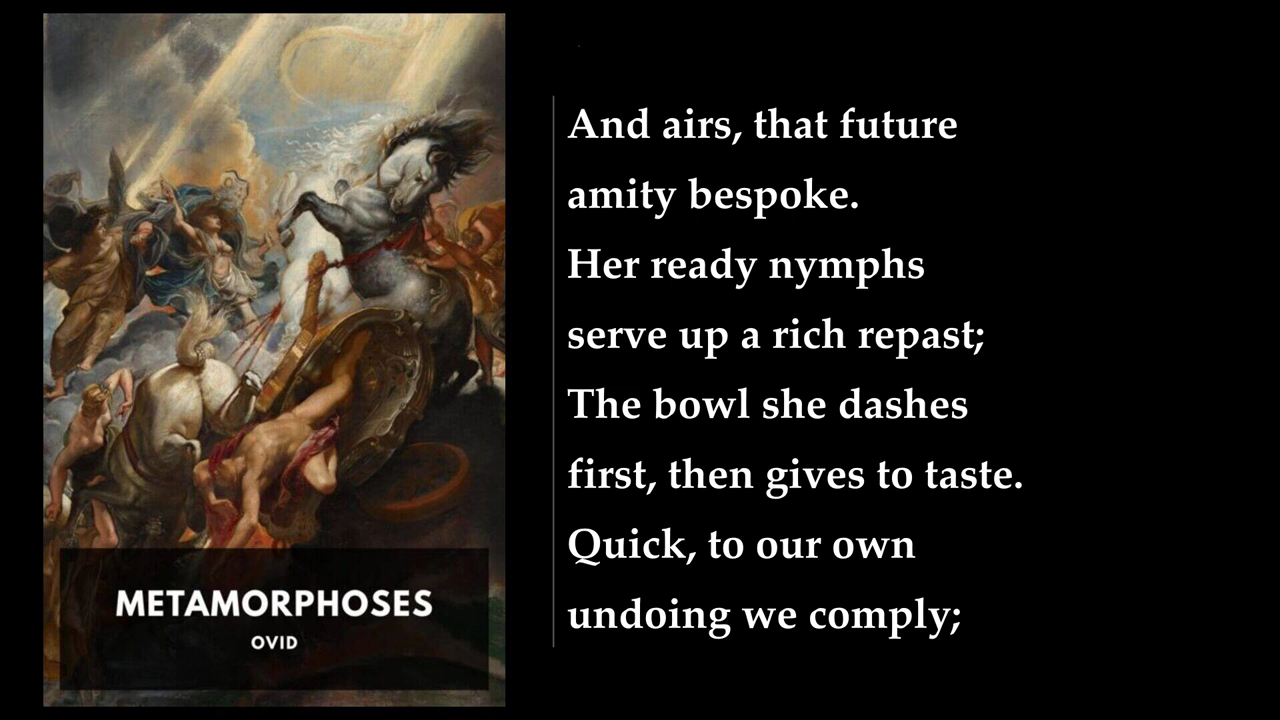 METAMORPHOSES
OVID
And airs, that future
amity bespoke.
Her ready nymphs
serve up a rich repast;
The bowl she dashes
first, then gives to taste.
Quick, to our own
undoing we comply;